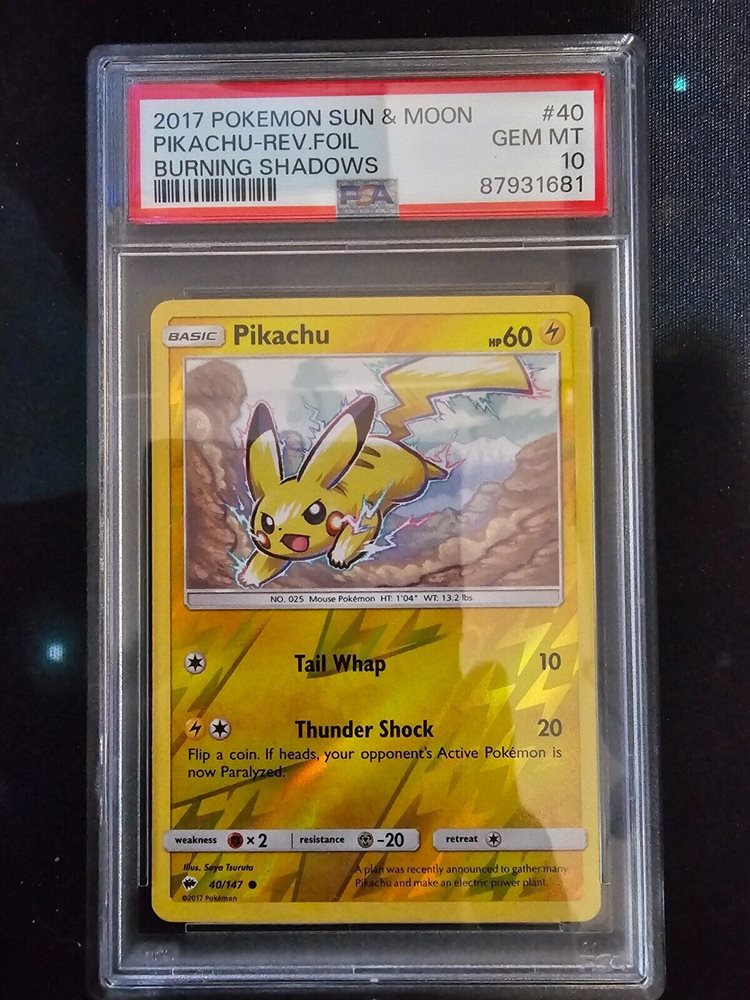 2017 POKEMON SUN & MOON #40
PIKACHU-REV.FOIL GEM MT
BURNING SHADOWS 10
PSA 87931681
BASIC Pikachu HP 60
NO. 025 Mouse Pokémon HT: 1'04" WT: 13.2 lbs.
Tail Whap 10
Thunder Shock 20
Flip a coin. If heads, your opponent's Active Pokémon is
now Paralyzed.
weakness ×2 resistance -20 retreat
Illus. Saya Tsuruta
40/147
©2017 Pokémon
A plan was recently announced to gather many
Pikachu and make an electric power plant.